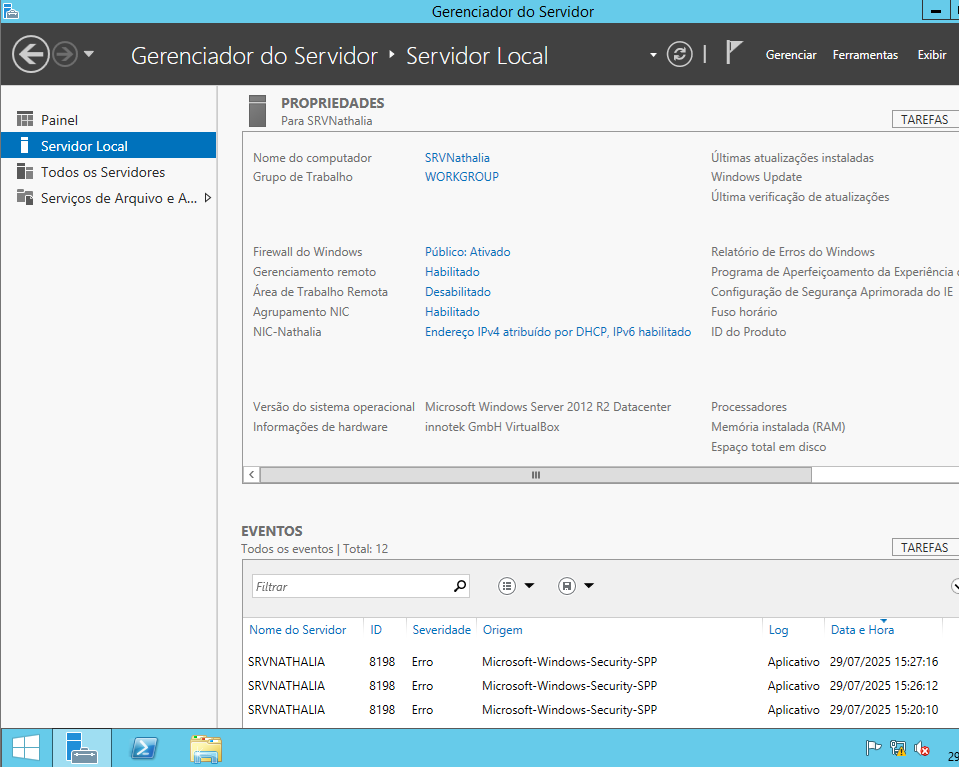 Gerenciador do Servidor
Gerenciador do Servidor ‣ Servidor Local
Gerenciar Ferramentas Exibir
Painel
Servidor Local
Todos os Servidores
Serviços de Arquivo e A...
PROPRIEDADES
Para SRVNathalia
TAREFAS
Nome do computador SRVNathalia Últimas atualizações instaladas
Grupo de Trabalho WORKGROUP Windows Update
Última verificação de atualizações
Firewall do Windows Público: Ativado Relatório de Erros do Windows
Gerenciamento remoto Habilitado Programa de Aperfeiçoamento da Experiência
Área de Trabalho Remota Desabilitado Configuração de Segurança Aprimorada do IE
Agrupamento NIC Habilitado Fuso horário
NIC-Nathalia Endereço IPv4 atribuído por DHCP, IPv6 habilitado ID do Produto
Versão do sistema operacional Microsoft Windows Server 2012 R2 Datacenter Processadores
Informações de hardware innotek GmbH VirtualBox Memória instalada (RAM)
Espaço total em disco
EVENTOS
Todos os eventos | Total: 12
TAREFAS
Filtrar
Nome do Servidor ID Severidade Origem Log Data e Hora
SRVNATHALIA 8198 Erro Microsoft-Windows-Security-SPP Aplicativo 29/07/2025 15:27:16
SRVNATHALIA 8198 Erro Microsoft-Windows-Security-SPP Aplicativo 29/07/2025 15:26:12
SRVNATHALIA 8198 Erro Microsoft-Windows-Security-SPP Aplicativo 29/07/2025 15:20:10
29